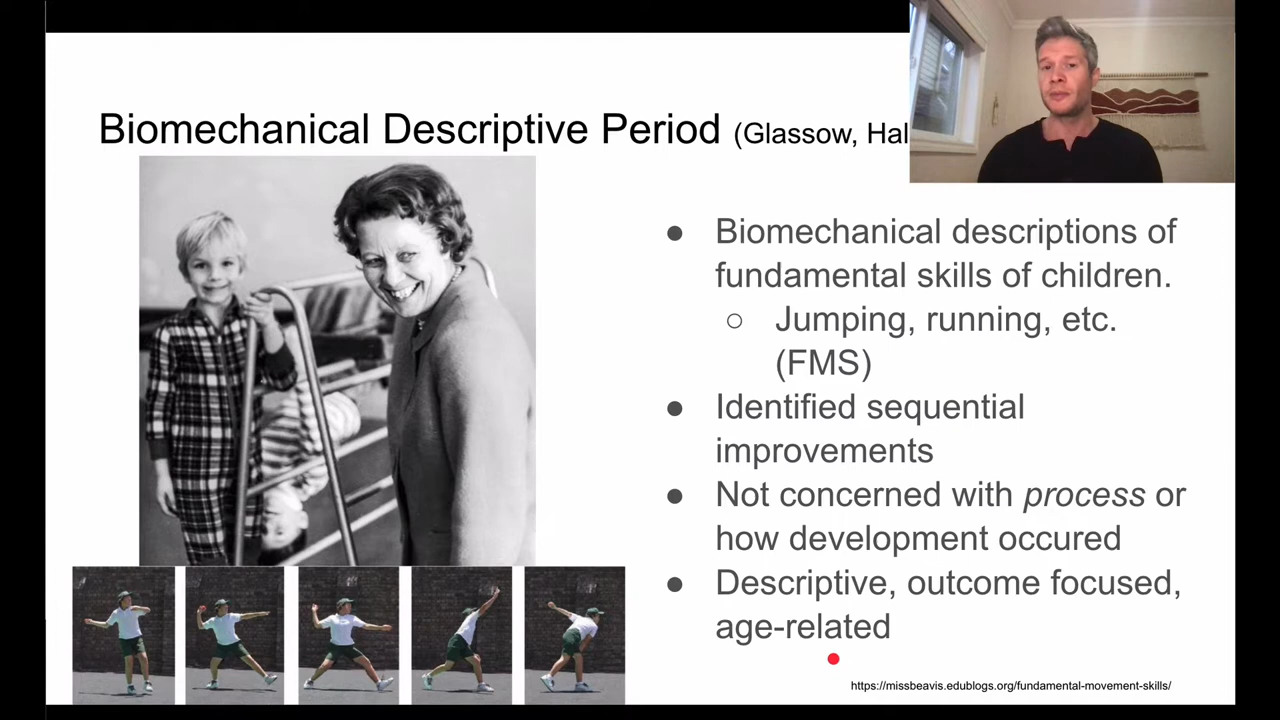 Biomechanical Descriptive Period (Glassow, Hal
● Biomechanical descriptions of
fundamental skills of children.
○ Jumping, running, etc.
(FMS)
● Identified sequential
improvements
● Not concerned with process or
how development occured
● Descriptive, outcome focused,
age-related
https://missbeavis.edublogs.org/fundamental-movement-skills/